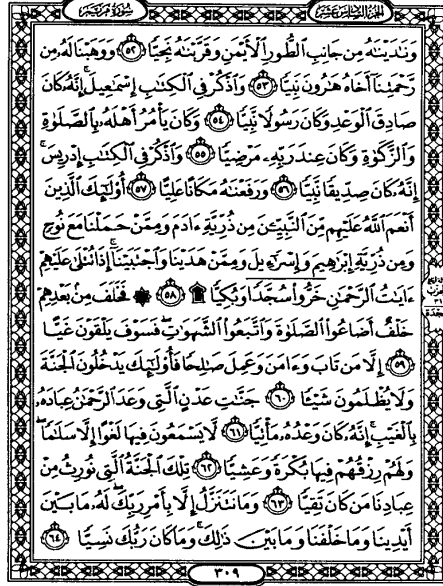 سُورَةُ مَرْيَم الجزء السادس عشر
وَنَٰدَيْنَٰهُ مِن جَانِبِ ٱلطُّورِ ٱلْأَيْمَنِ وَقَرَّبْنَٰهُ نَجِيًّا ٥٢ وَوَهَبْنَا لَهُۥ مِن
رَّحْمَتِنَآ أَخَاهُ هَٰرُونَ نَبِيًّا ٥٣ وَٱذْكُرْ فِى ٱلْكِتَٰبِ إِسْمَٰعِيلَ ۚ إِنَّهُۥ كَانَ
صَادِقَ ٱلْوَعْدِ وَكَانَ رَسُولًا نَّبِيًّا ٥٤ وَكَانَ يَأْمُرُ أَهْلَهُۥ بِٱلصَّلَوٰةِ
وَٱلزَّكَوٰةِ وَكَانَ عِندَ رَبِّهِۦ مَرْضِيًّا ٥٥ وَٱذْكُرْ فِى ٱلْكِتَٰبِ إِدْرِيسَ ۚ
إِنَّهُۥ كَانَ صِدِّيقًا نَّبِيًّا ٥٦ وَرَفَعْنَٰهُ مَكَانًا عَلِيًّا ٥٧ أُو۟لَٰٓئِكَ ٱلَّذِينَ
أَنْعَمَ ٱللَّهُ عَلَيْهِم مِّنَ ٱلنَّبِيِّـۧنَ مِن ذُرِّيَّةِ ءَادَمَ وَمِمَّنْ حَمَلْنَا مَعَ نُوحٍ
وَمِن ذُرِّيَّةِ إِبْرَٰهِيمَ وَإِسْرَٰٓءِيلَ وَمِمَّنْ هَدَيْنَا وَٱجْتَبَيْنَآ ۚ إِذَا تُتْلَىٰ عَلَيْهِمْ
ءَايَٰتُ ٱلرَّحْمَٰنِ خَرُّوا۟ سُجَّدًا وَبُكِيًّا ۩ ٥٨ ۞ فَخَلَفَ مِنۢ بَعْدِهِمْ
خَلْفٌ أَضَاعُوا۟ ٱلصَّلَوٰةَ وَٱتَّبَعُوا۟ ٱلشَّهَوَٰتِ ۖ فَسَوْفَ يَلْقَوْنَ غَيًّا
٥٩ إِلَّا مَن تَابَ وَءَامَنَ وَعَمِلَ صَٰلِحًا فَأُو۟لَٰٓئِكَ يَدْخُلُونَ ٱلْجَنَّةَ
وَلَا يُظْلَمُونَ شَيْـًٔا ٦٠ جَنَّٰتِ عَدْنٍ ٱلَّتِى وَعَدَ ٱلرَّحْمَٰنُ عِبَادَهُۥ
بِٱلْغَيْبِ ۚ إِنَّهُۥ كَانَ وَعْدُهُۥ مَأْتِيًّا ٦١ لَّا يَسْمَعُونَ فِيهَا لَغْوًا إِلَّا سَلَٰمًا ۖ
وَلَهُمْ رِزْقُهُمْ فِيهَا بُكْرَةً وَعَشِيًّا ٦٢ تِلْكَ ٱلْجَنَّةُ ٱلَّتِى نُورِثُ مِنْ
عِبَادِنَا مَن كَانَ تَقِيًّا ٦٣ وَمَا نَتَنَزَّلُ إِلَّا بِأَمْرِ رَبِّكَ ۖ لَهُۥ مَا بَيْنَ
أَيْدِينَا وَمَا خَلْفَنَا وَمَا بَيْنَ ذَٰلِكَ ۚ وَمَا كَانَ رَبُّكَ نَسِيًّا ٦٤
٣٠٩